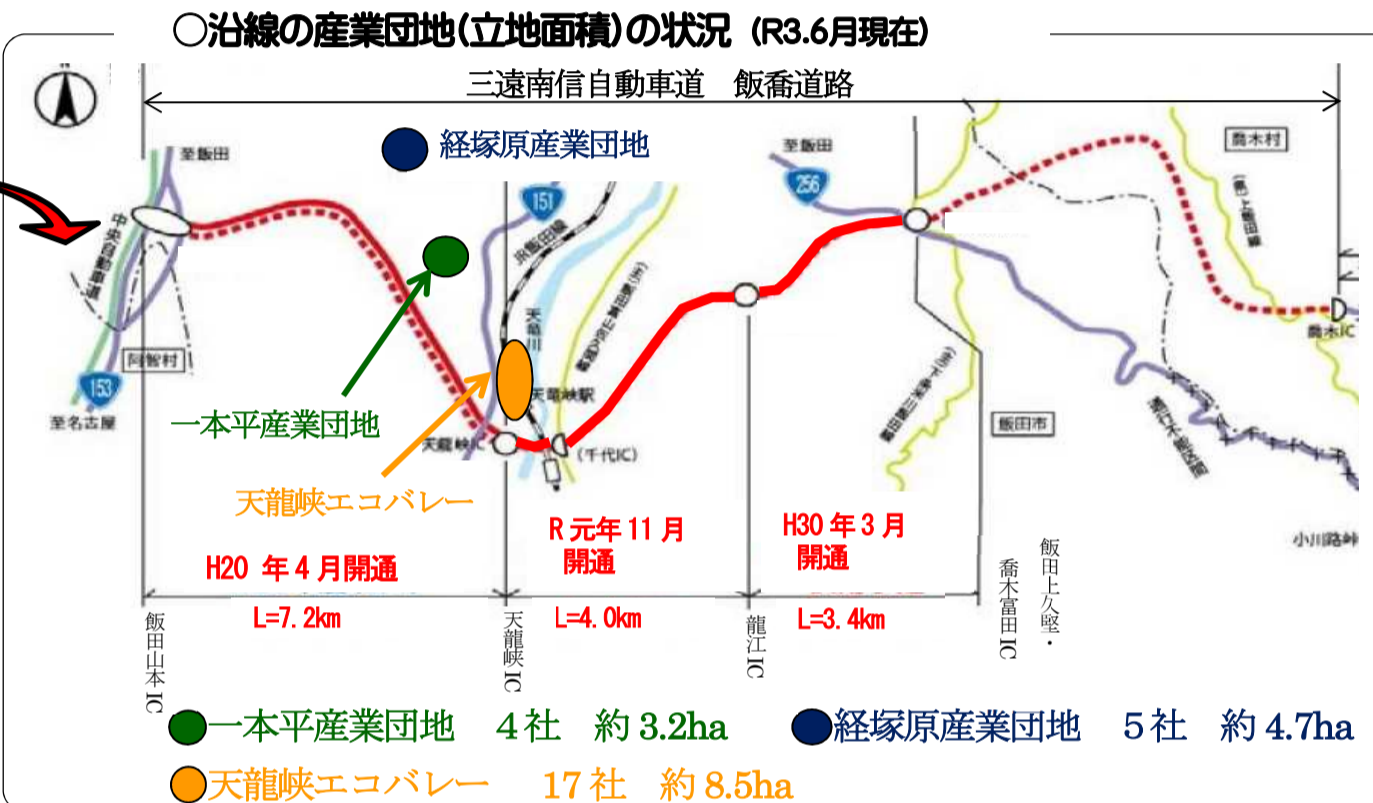 ○沿線の産業団地(立地面積)の状況 (R3.6月現在)
三遠南信自動車道 飯喬道路
経塚原産業団地
喬木村
至飯田
至飯田
151
256
JR飯田線
中央自動車道
阿智村
153
至名古屋
天竜峡駅
喬木IC
一本平産業団地
天龍峡IC
(千代IC)
飯田市
天龍峡エコバレー
小川路峠
H20 年4月開通
R元年11月
開通
H30年3月
開通
L=7.2km
L=4.0km
L=3.4km
飯田山本IC
天龍峡IC
龍江IC
飯田上久堅・
喬木富田IC
一本平産業団地 4社 約3.2ha
経塚原産業団地 5社 約4.7ha
天龍峡エコバレー 17社 約8.5ha